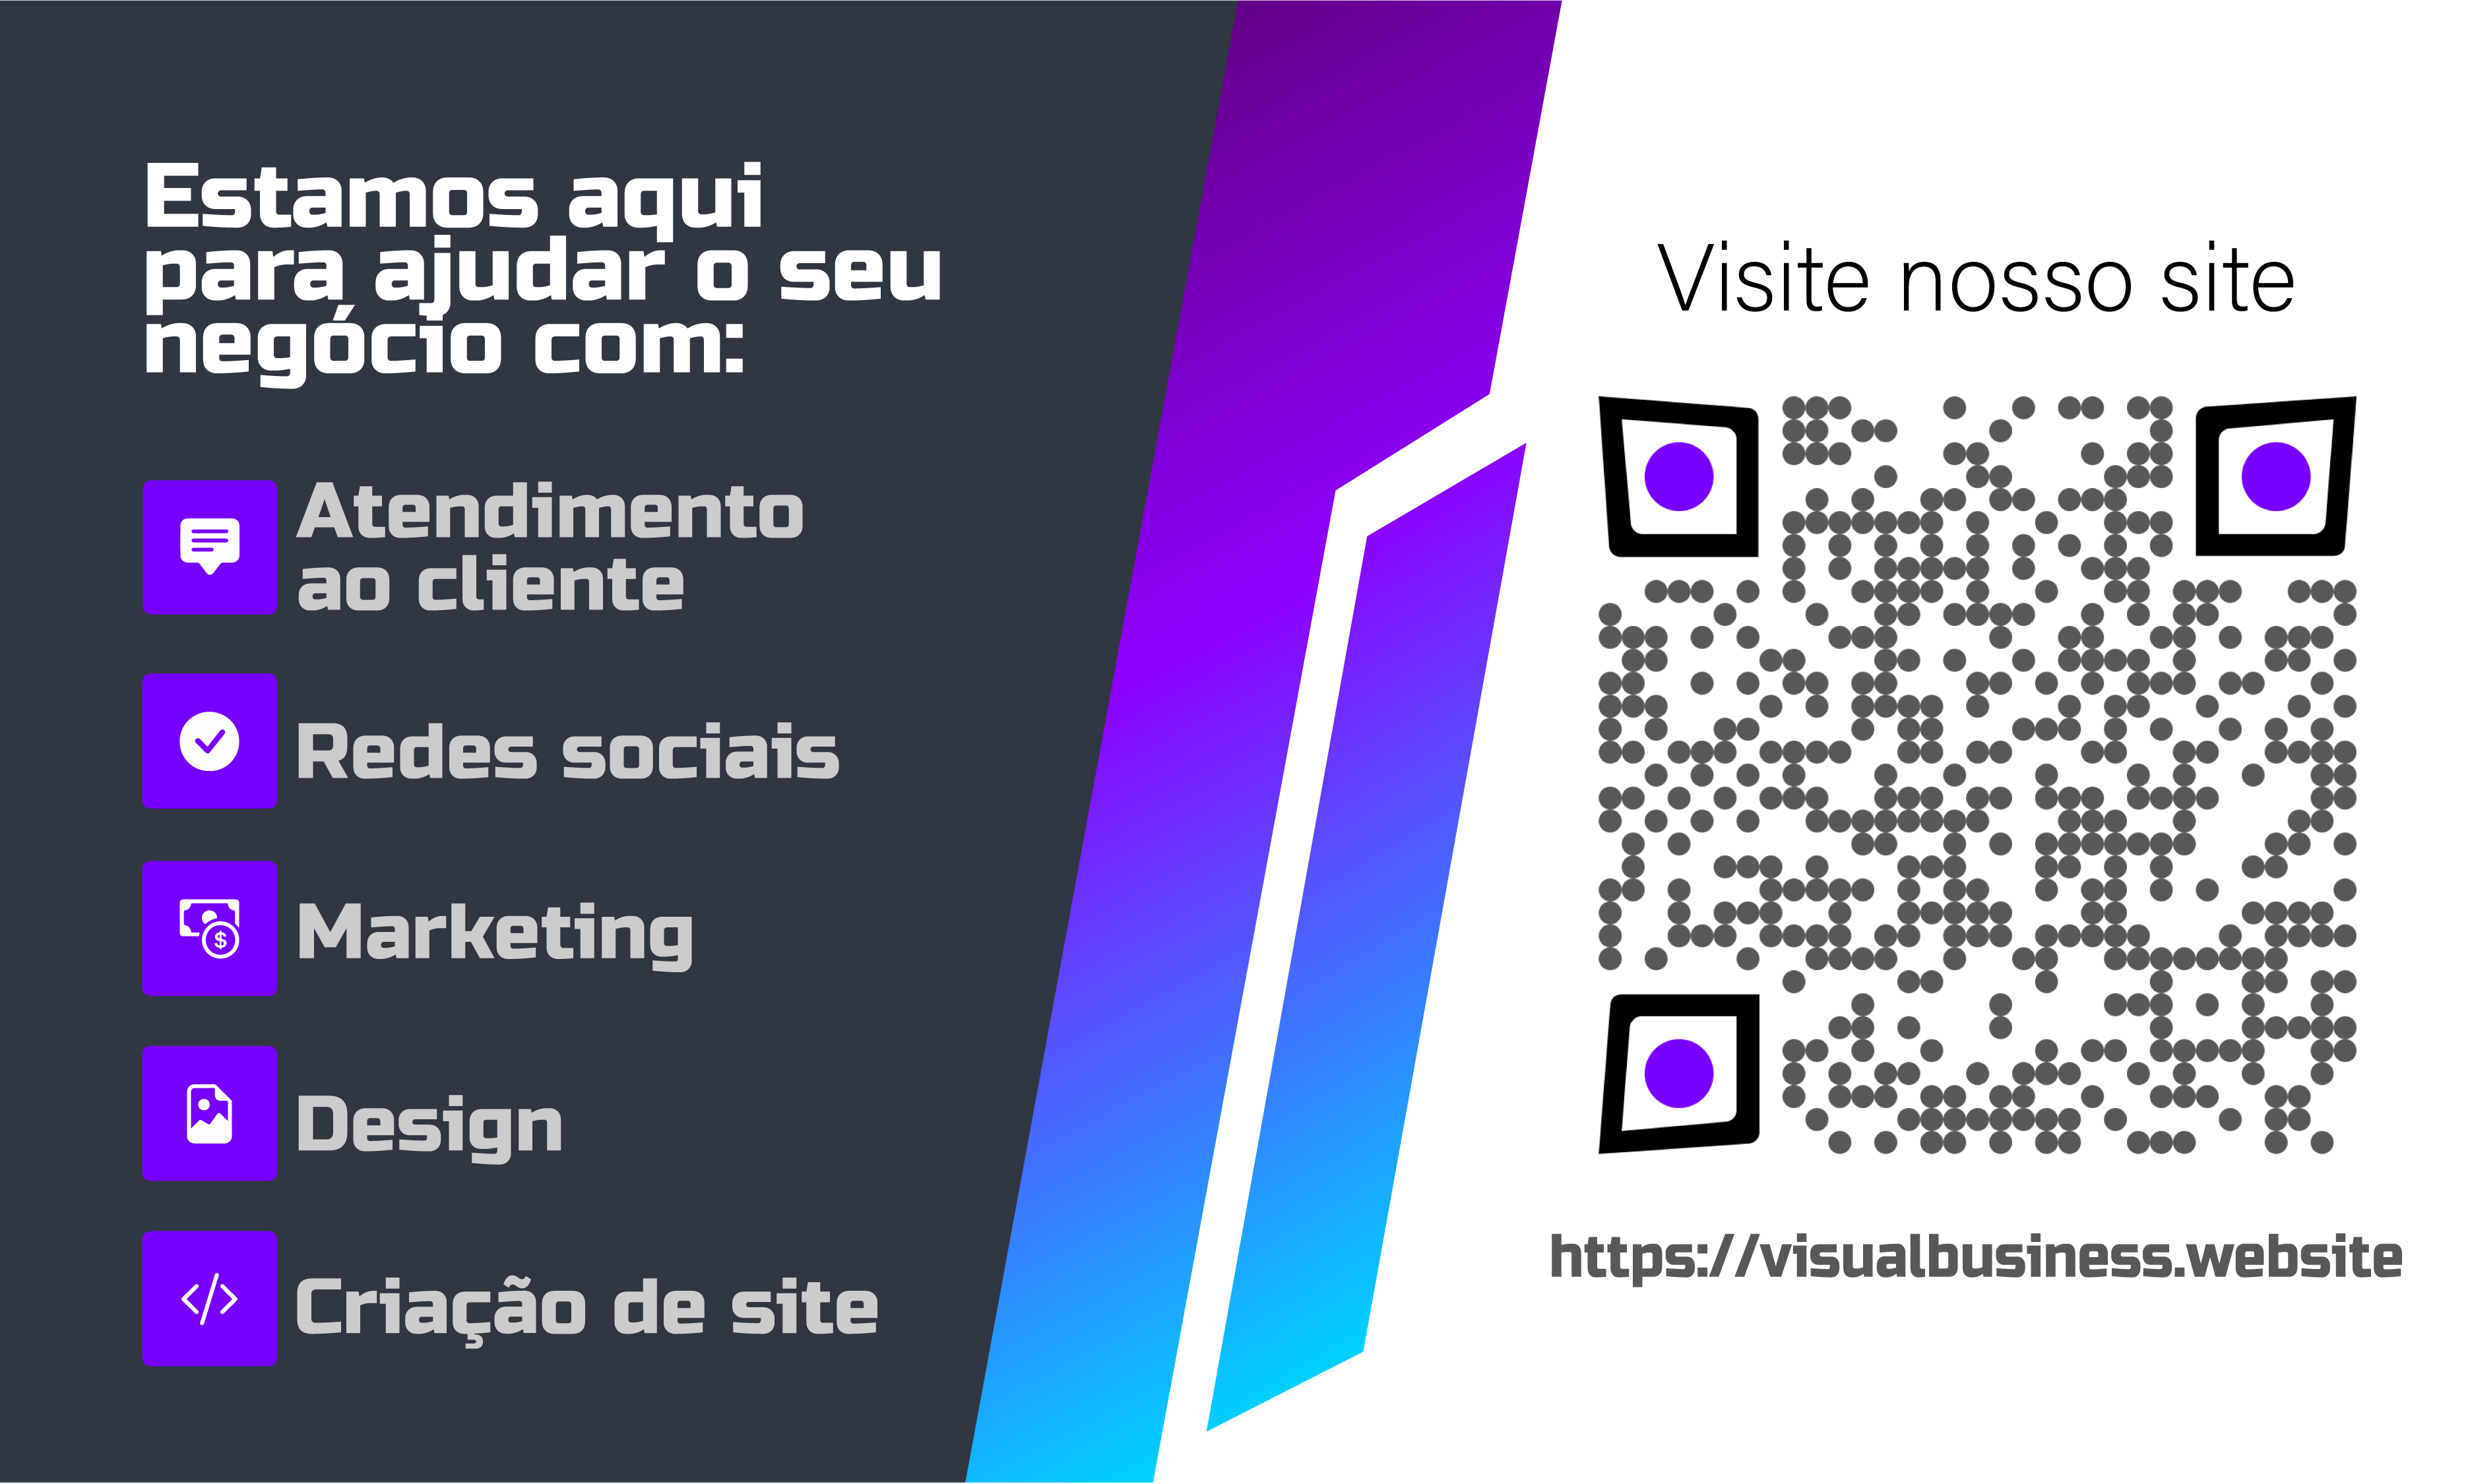 Estamos aqui
para ajudar o seu
negócio com:
Atendimento
ao cliente
Redes sociais
Marketing
Design
Criação de site
Visite nosso site
https://visualbusiness.website